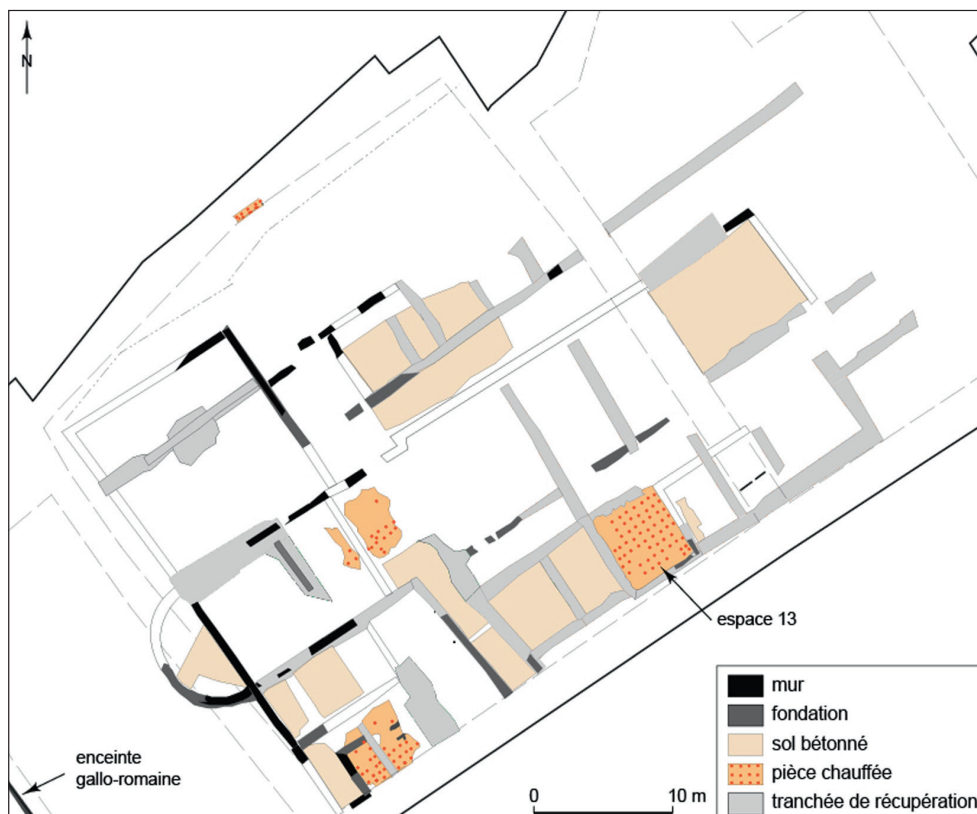 N
espace 13
enceinte
gallo-romaine
mur
fondation
sol bétonné
pièce chauffée
tranchée de récupération
0 10 m